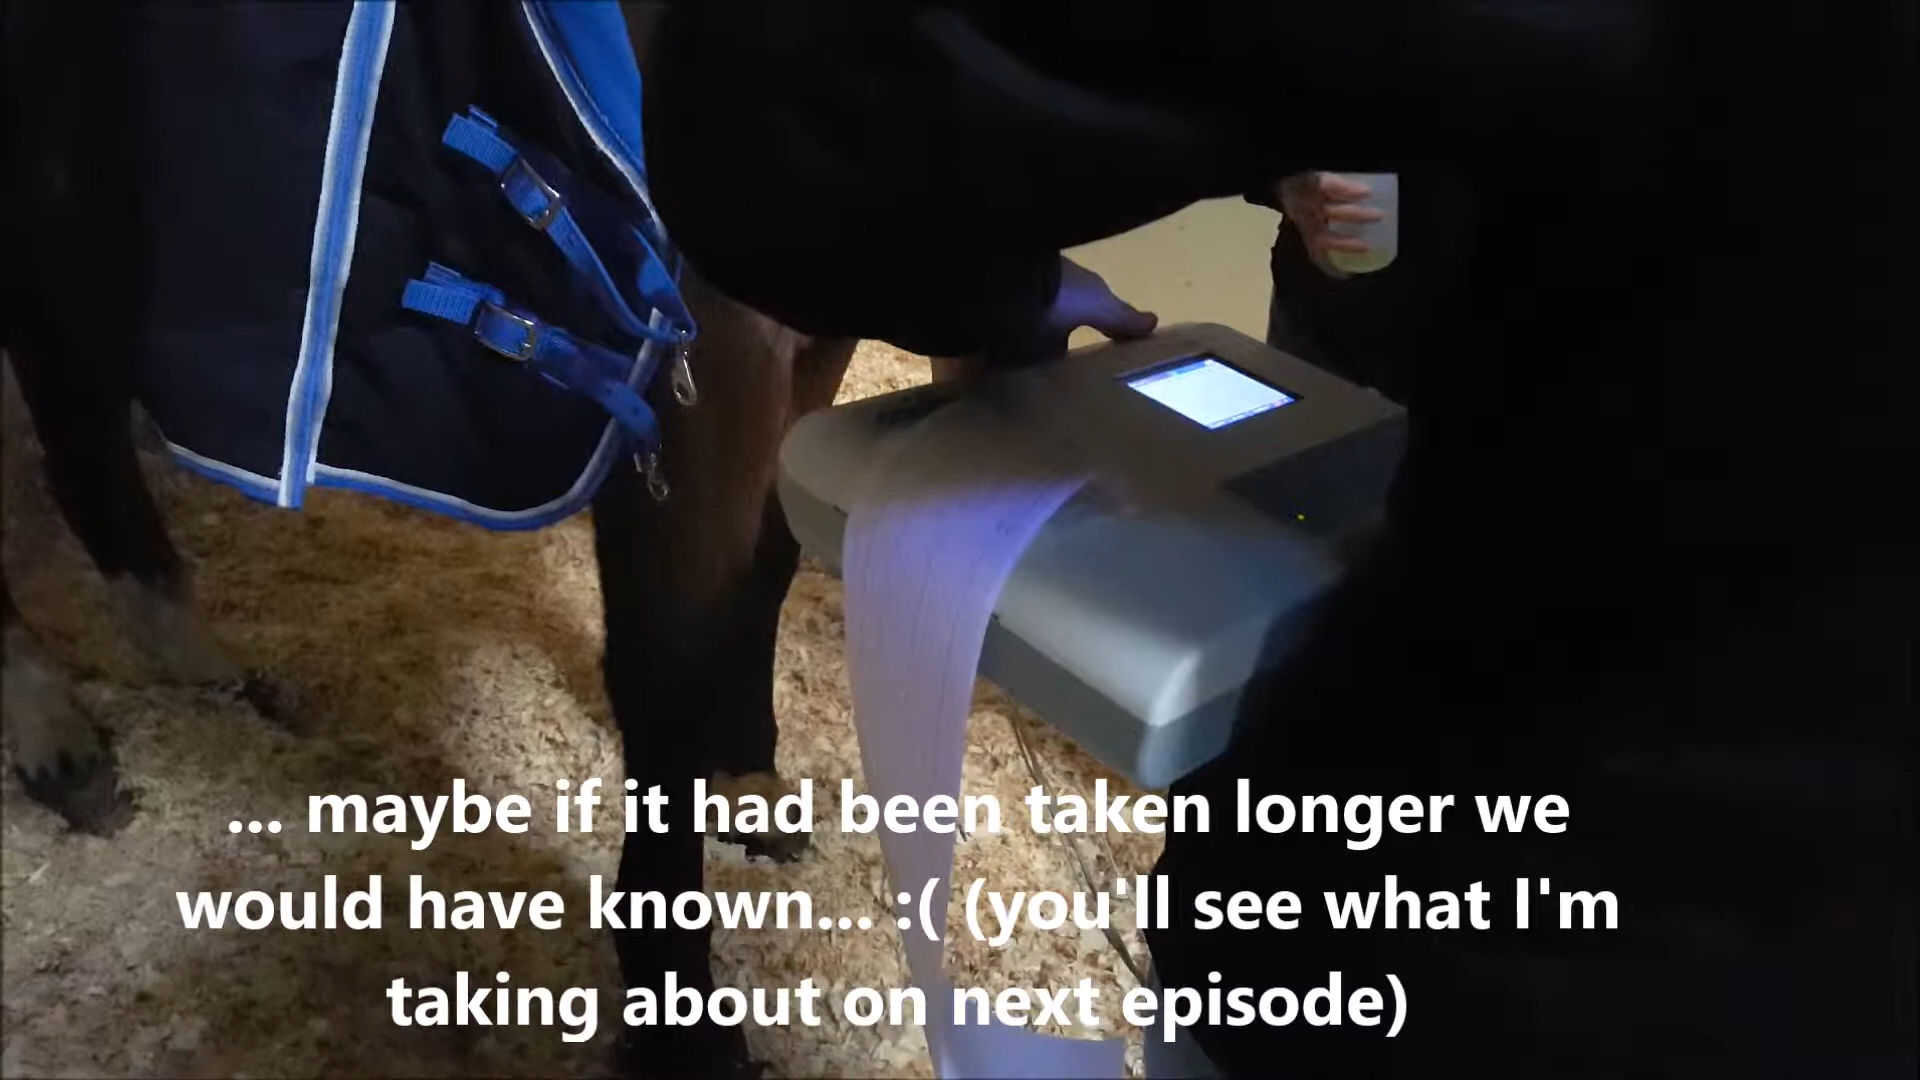 ... maybe if it had been taken longer we
would have known... :( (you'll see what I'm
taking about on next episode)